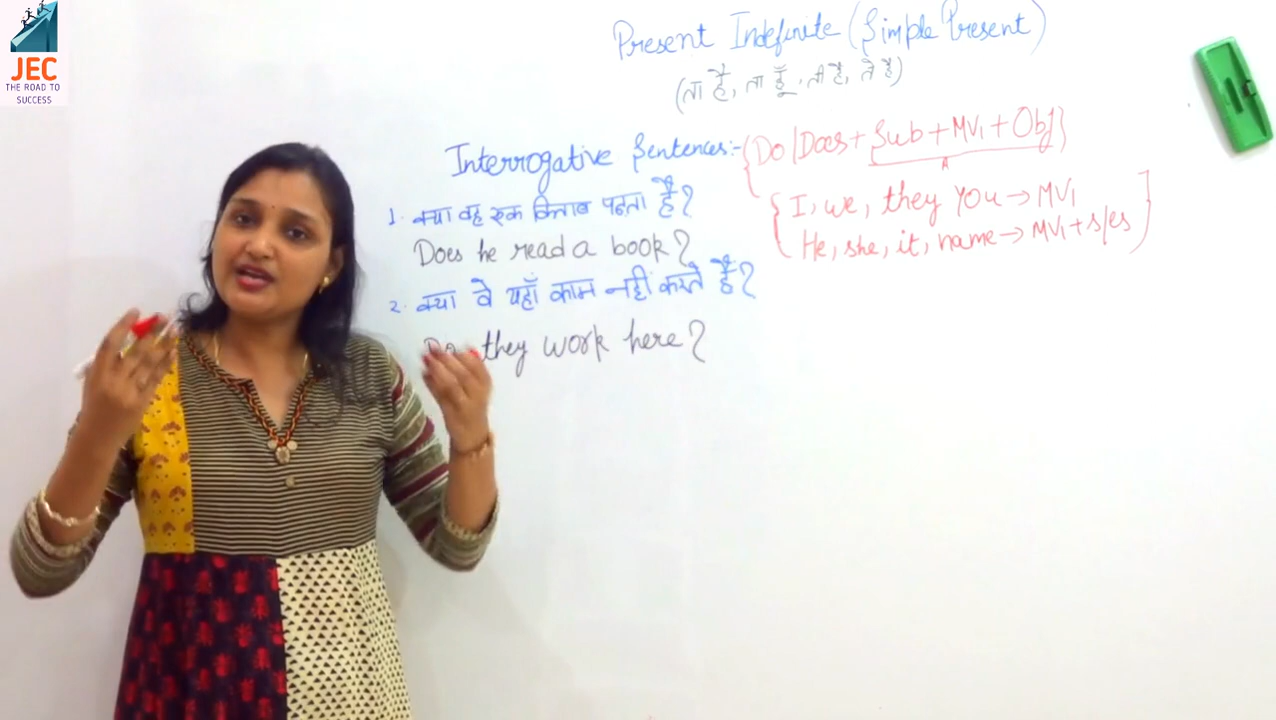 JEC
THE ROAD TO
SUCCESS
Present Indefinite (Simple Present)
(ता है, ता हूँ, ती है, ते है)
Interrogative Sentences:- {Do/Does + Sub + MV1 + Obj}
{I, we, they You → MV1
He, she, it, name → MV1 + s/es}
1. क्या वह एक किताब पढ़ता है?
Does he read a book?
2. क्या वे यहाँ काम नहीं करते हैं?
Do they work here?